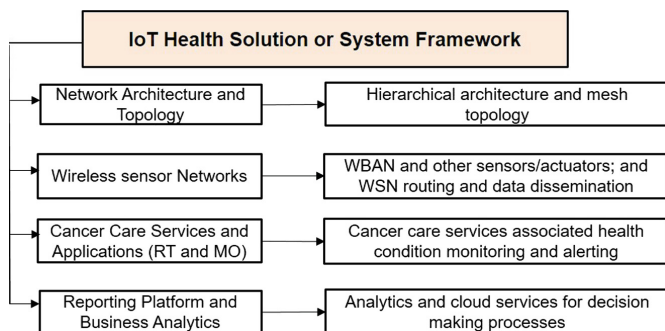 IoT Health Solution or System Framework
Network Architecture and
Topology
Hierarchical architecture and mesh
topology
Wireless sensor Networks
WBAN and other sensors/actuators; and
WSN routing and data dissemination
Cancer Care Services and
Applications (RT and MO)
Cancer care services associated health
condition monitoring and alerting
Reporting Platform and
Business Analytics
Analytics and cloud services for decision
making processes